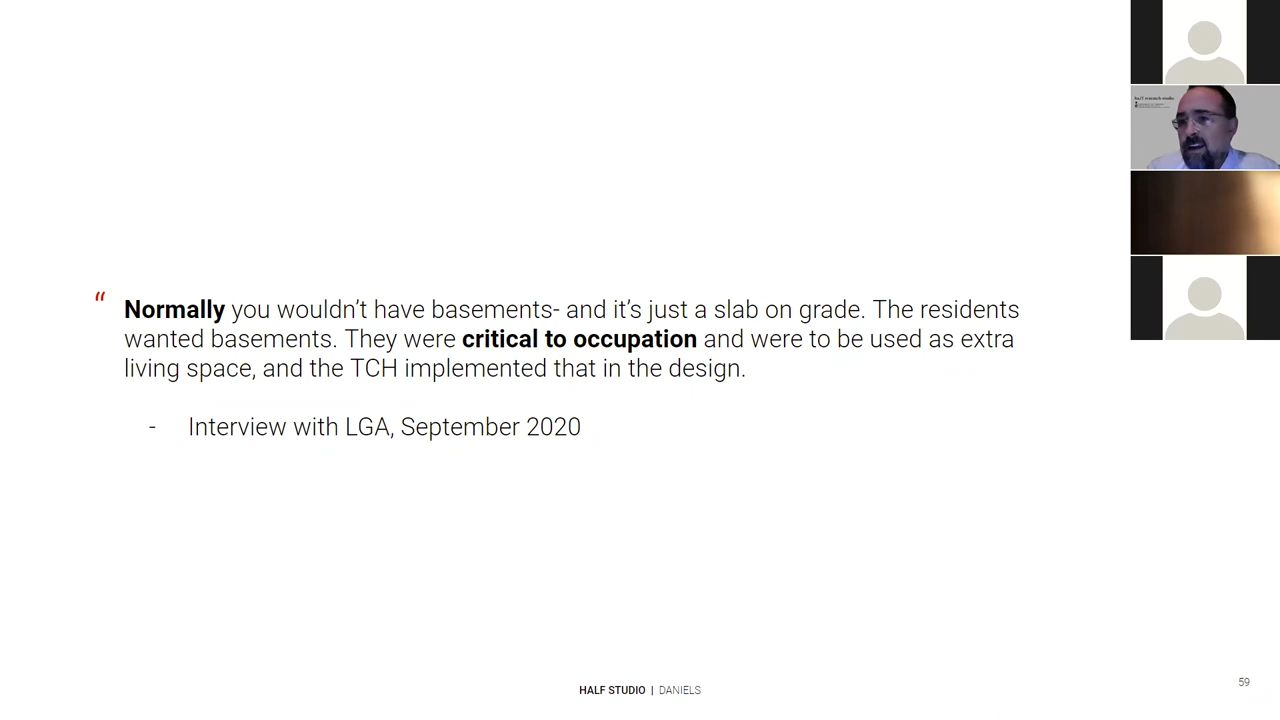 “ Normally you wouldn’t have basements- and it’s just a slab on grade. The residents
wanted basements. They were critical to occupation and were to be used as extra
living space, and the TCH implemented that in the design.
- Interview with LGA, September 2020
HALF STUDIO | DANIELS
59